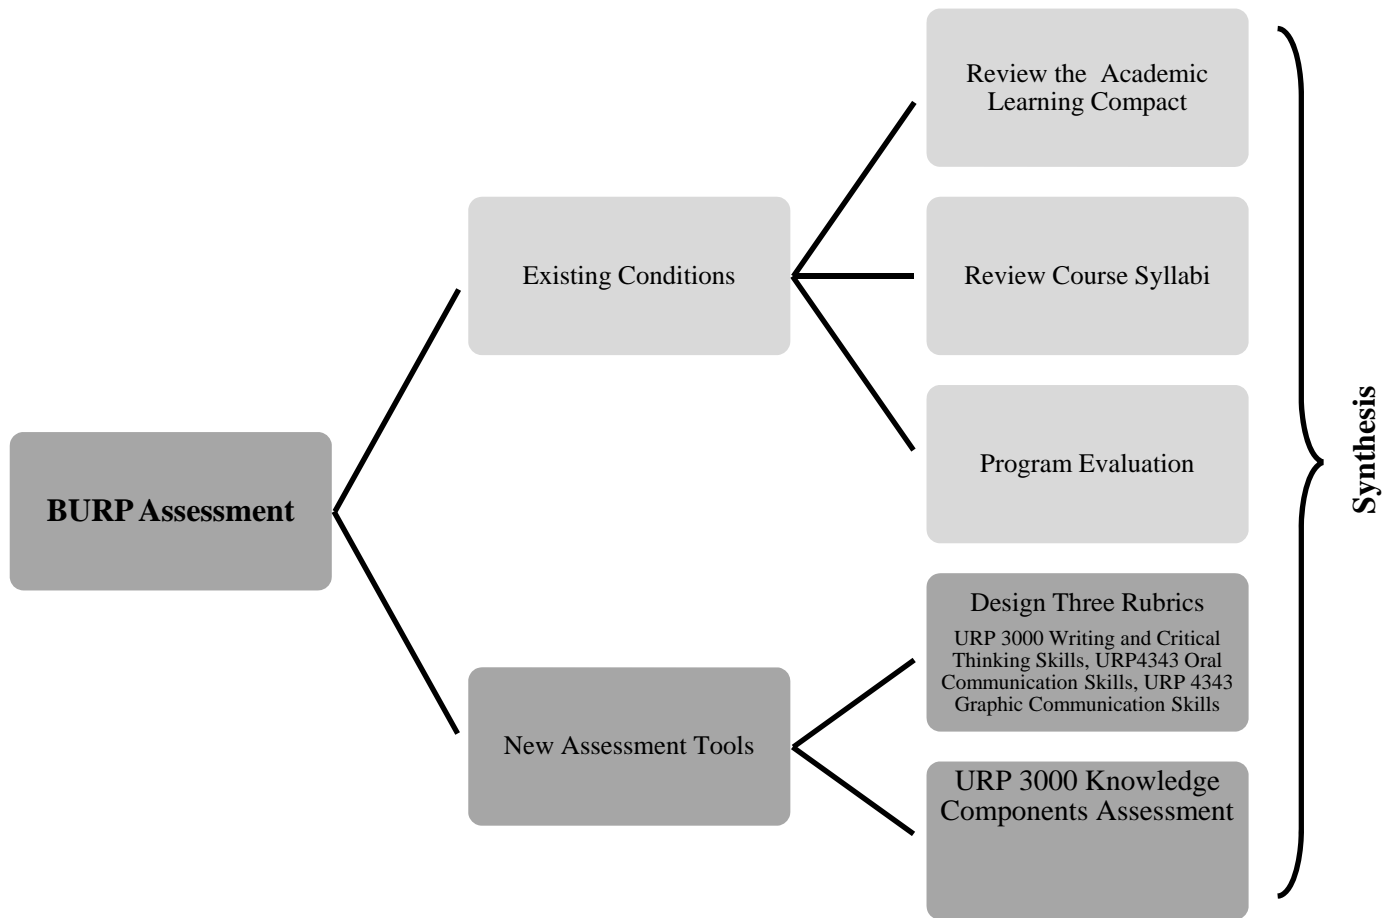 BURP Assessment
Existing Conditions
New Assessment Tools
Review the Academic
Learning Compact
Review Course Syllabi
Program Evaluation
Design Three Rubrics
URP 3000 Writing and Critical
Thinking Skills, URP4343 Oral
Communication Skills, URP 4343
Graphic Communication Skills
URP 3000 Knowledge
Components Assessment
Synthesis